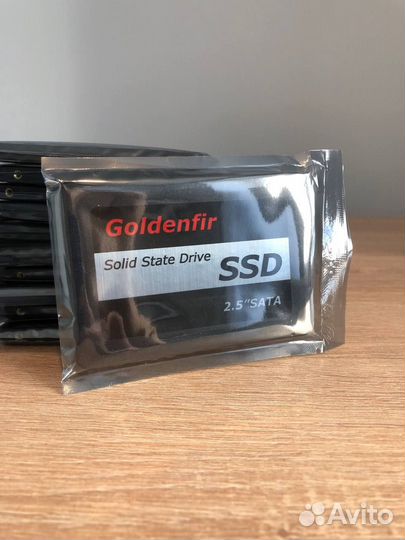 Goldenfir
Solid State Drive
SSD
2.5"SATA
Avito